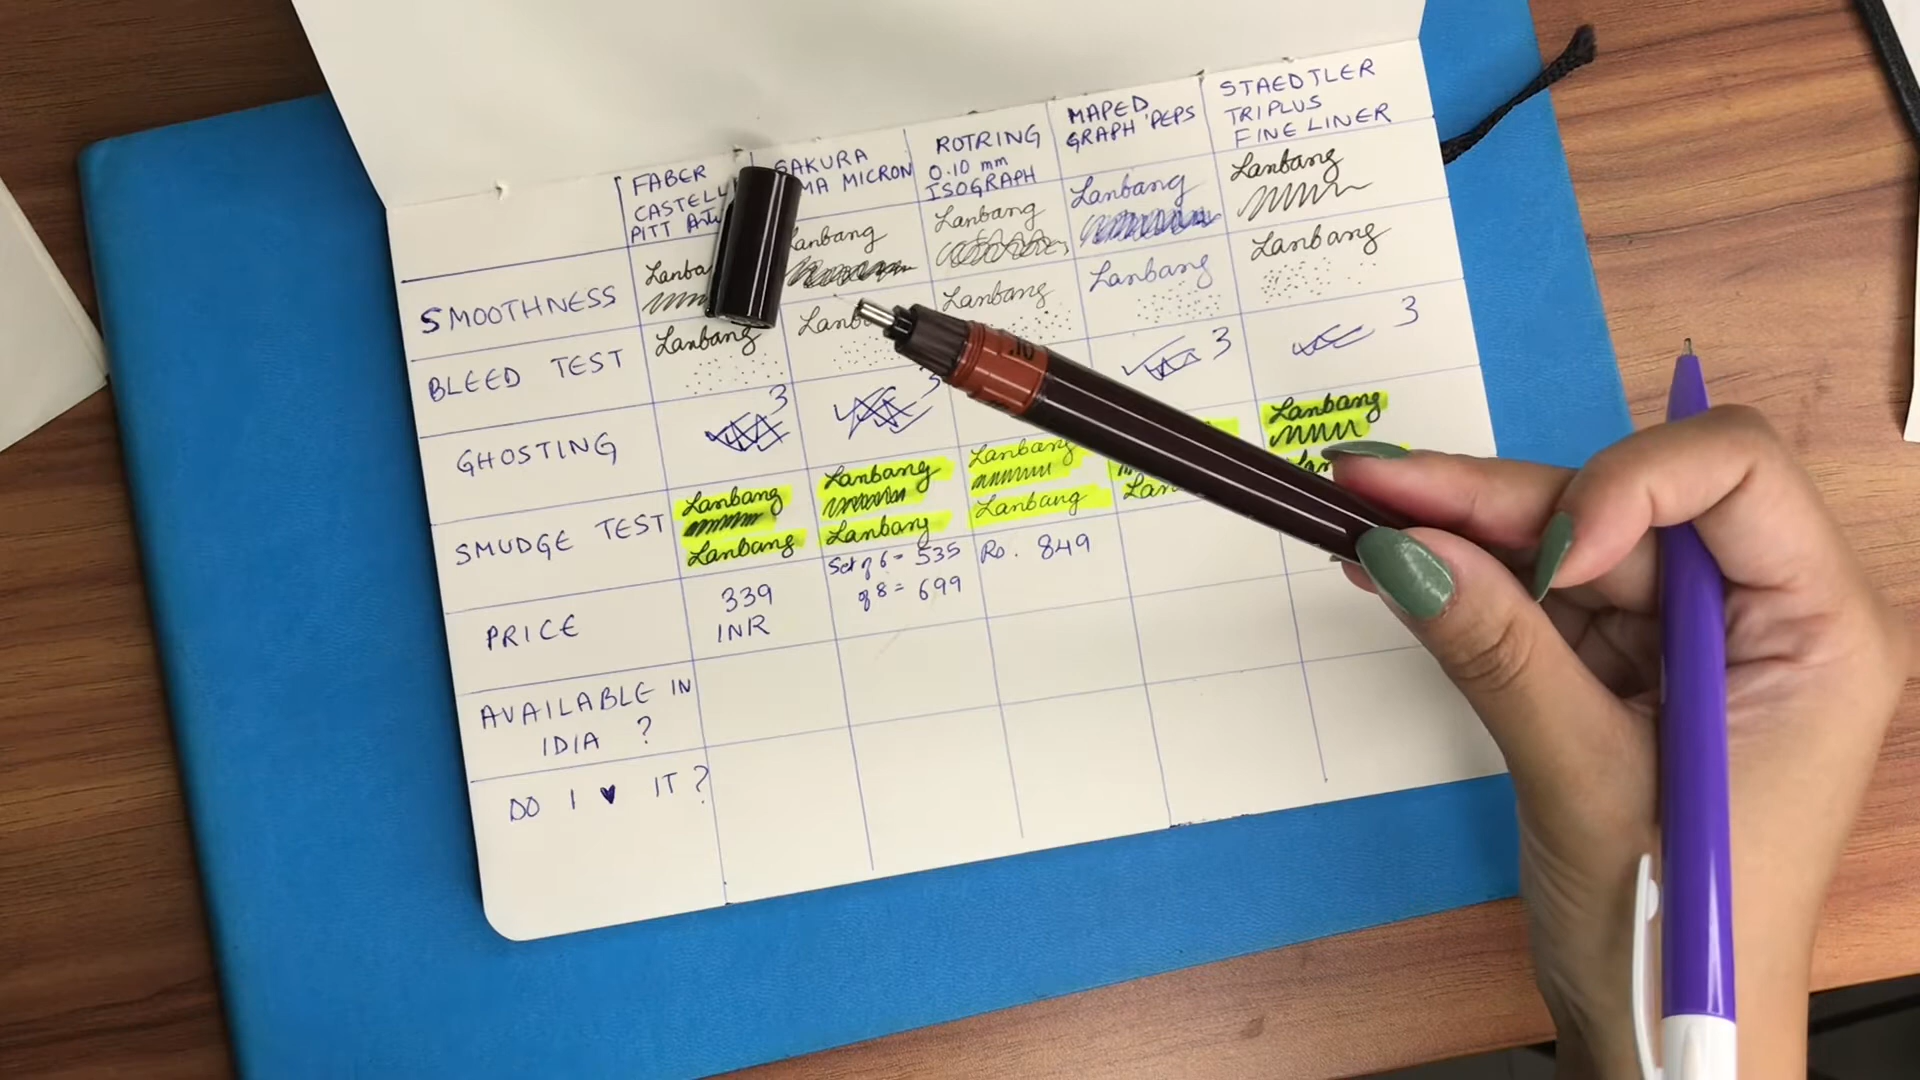 FABER
PITT
SAKURA
MICRON
ROTRING
0.10 mm
ISOGRAPH
MAPED
GRAPH 'PEPS
STAEDTLER
TRIPLUS
FINE LINER
SMOOTHNESS
Lanbang
Lanbang
Lanbang
Lanbang
BLEED TEST
Lanbang
Lanbang
Lanbang
Lanbang
GHOSTING
3
3
3
3
SMUDGE TEST
Lanbang
Lanbang
Lanbang
Lanbang
Lanbang
Lanbang
Lanbang
PRICE
339
INR
Set of 6 = 535
of 8 = 699
Rs. 849
AVAILABLE IN
IDIA ?
DO I ♥ IT ?